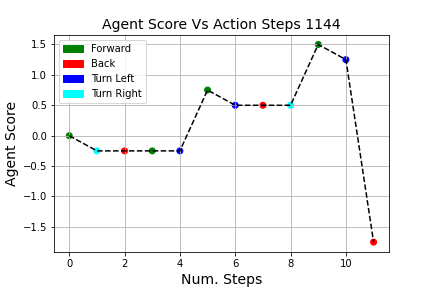 Agent Score Vs Action Steps 1144
Forward
Back
Turn Left
Turn Right
1.5
1.0
0.5
0.0
−0.5
−1.0
−1.5
Agent Score
0 2 4 6 8 10
Num. Steps